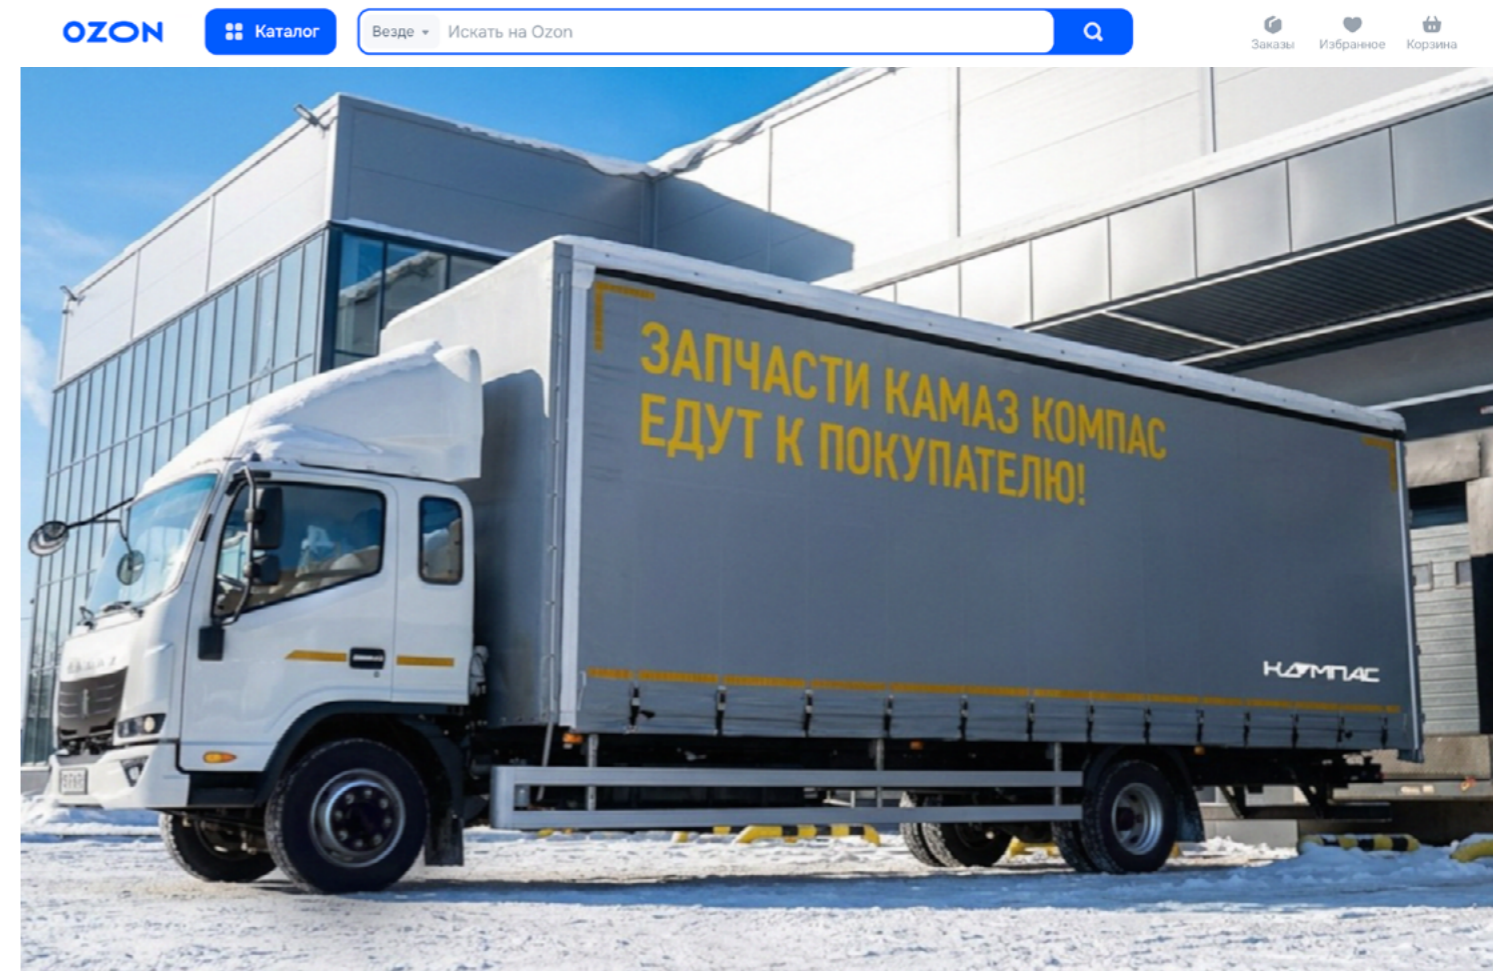 OZON
Каталог
Везде
Искать на Ozon
Заказы
Избранное
Корзина
ЗАПЧАСТИ КАМАЗ КОМПАС
ЕДУТ К ПОКУПАТЕЛЮ!
КОМПАС